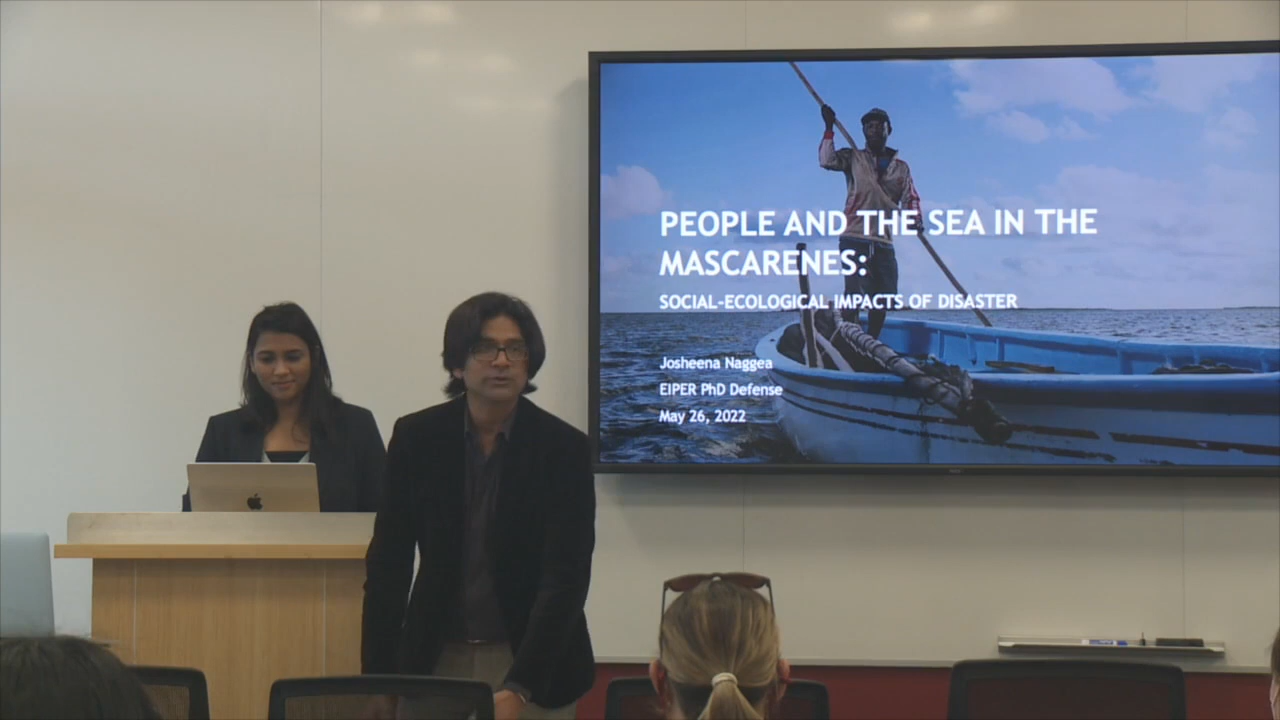 PEOPLE AND THE SEA IN THE
MASCARENES:
SOCIAL-ECOLOGICAL IMPACTS OF DISASTER
Josheena Naggea
EIPER PhD Defense
May 26, 2022